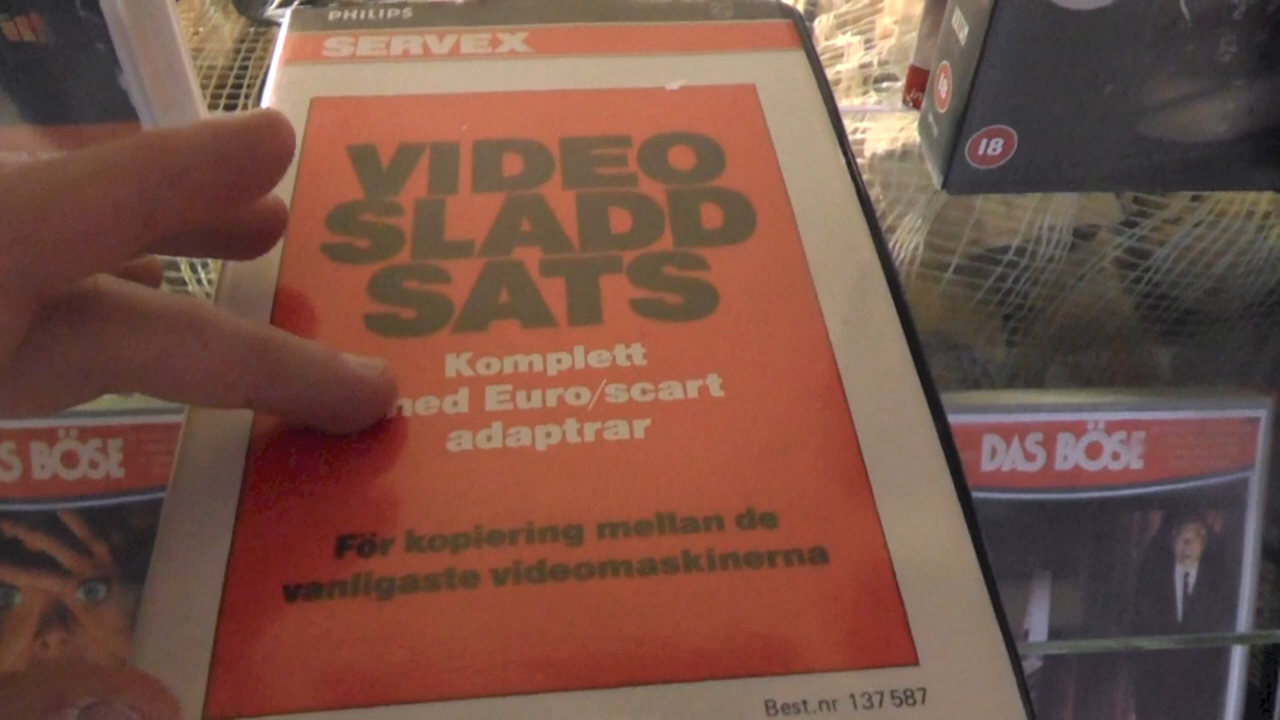 PHILIPS
SERVEX
VIDEO
SLADD
SATS
Komplett
med Euro/scart
adaptrar
För kopiering mellan de
vanligaste videomaskinerna
Best.nr 137 587
18
18
S BÖSE
DAS BÖSE